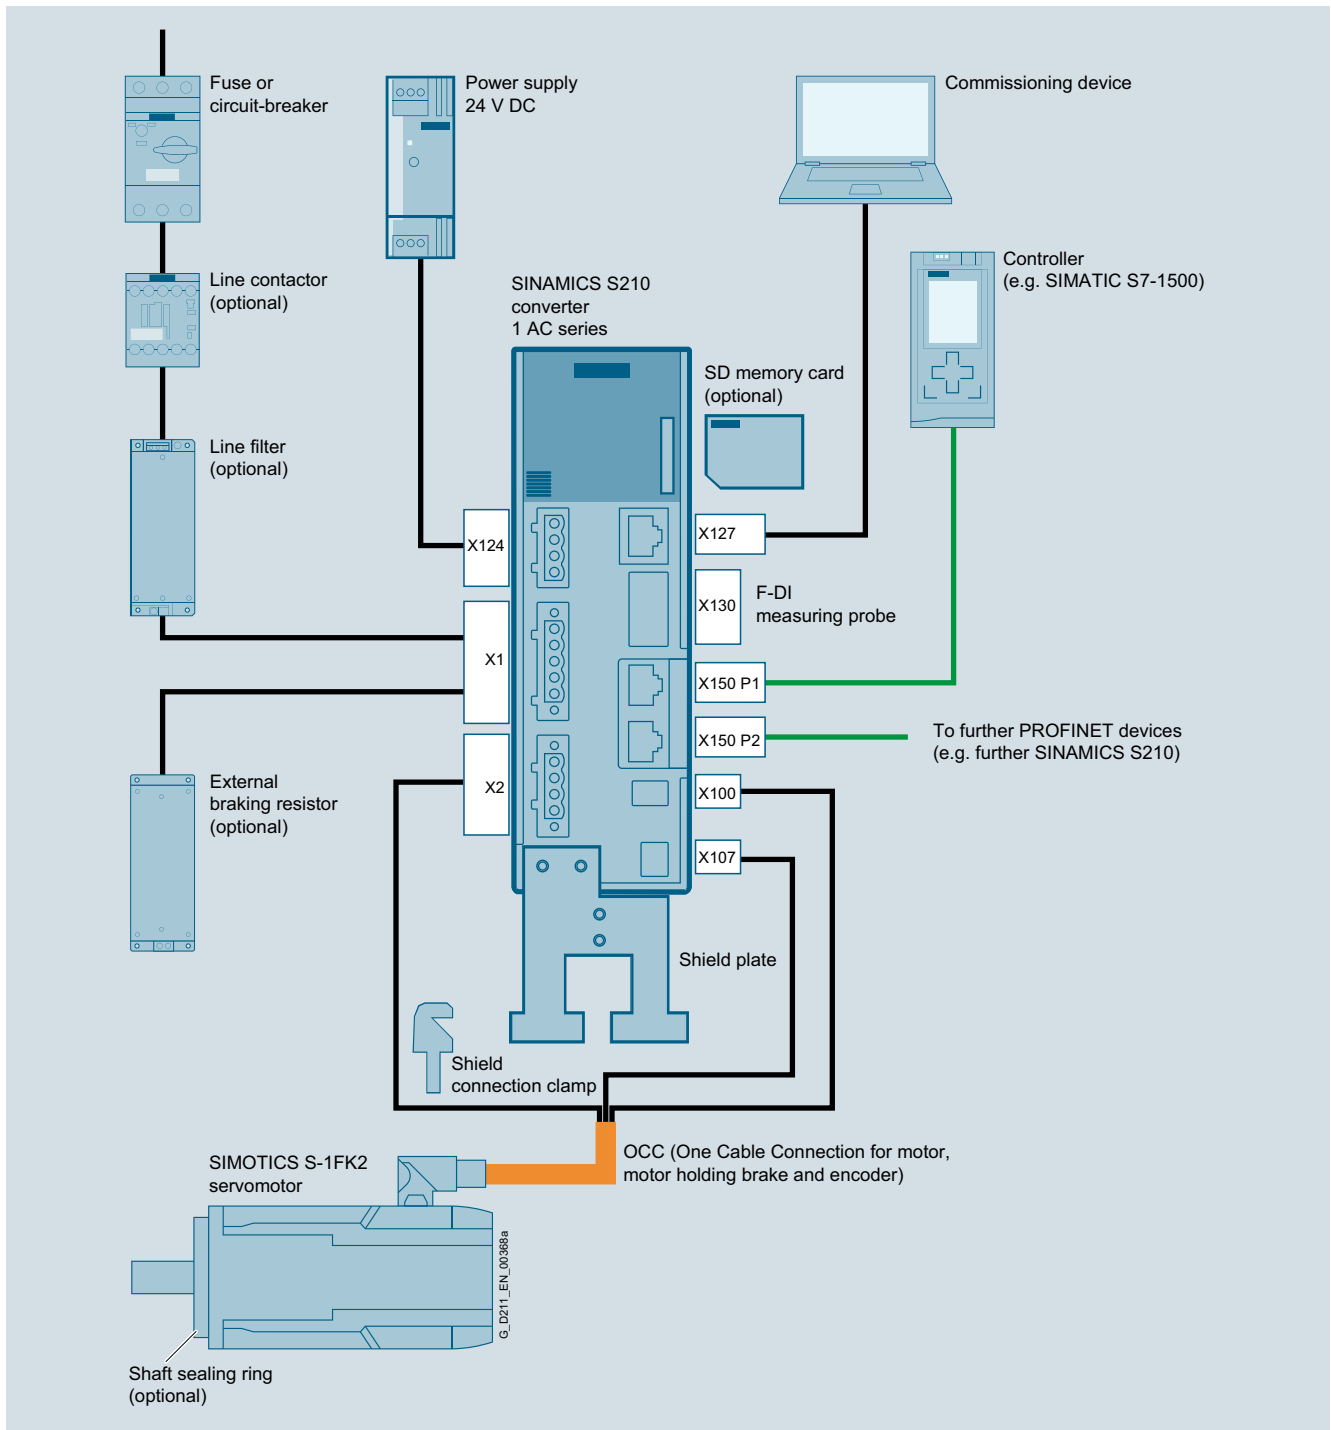 Fuse or
circuit-breaker
Power supply
24 V DC
Commissioning device
Line contactor
(optional)
SINAMICS S210
converter
1 AC series
Controller
(e.g. SIMATIC S7-1500)
SD memory card
(optional)
Line filter
(optional)
X124
X127
X130
F-DI
measuring probe
X1
X150 P1
X150 P2
To further PROFINET devices
(e.g. further SINAMICS S210)
X2
X100
External
braking resistor
(optional)
X107
Shield plate
Shield
connection clamp
OCC (One Cable Connection for motor,
motor holding brake and encoder)
SIMOTICS S-1FK2
servomotor
G_D211_EN_00368a
Shaft sealing ring
(optional)